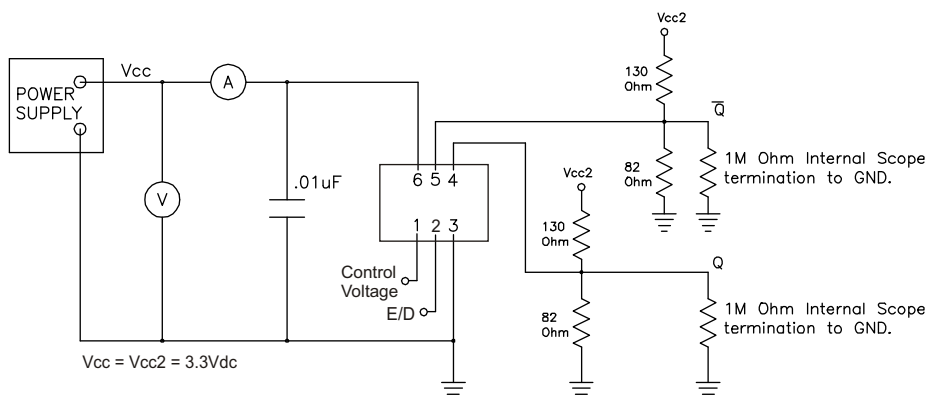 Vcc2
130
Ohm
Vcc
A
POWER
SUPPLY
Q̅
82
Ohm
1M Ohm Internal Scope
termination to GND.
6 5 4
Vcc2
V
.01uF
1 2 3
130
Ohm
Control
Voltage
Q
E/D
82
Ohm
1M Ohm Internal Scope
termination to GND.
Vcc = Vcc2 = 3.3Vdc